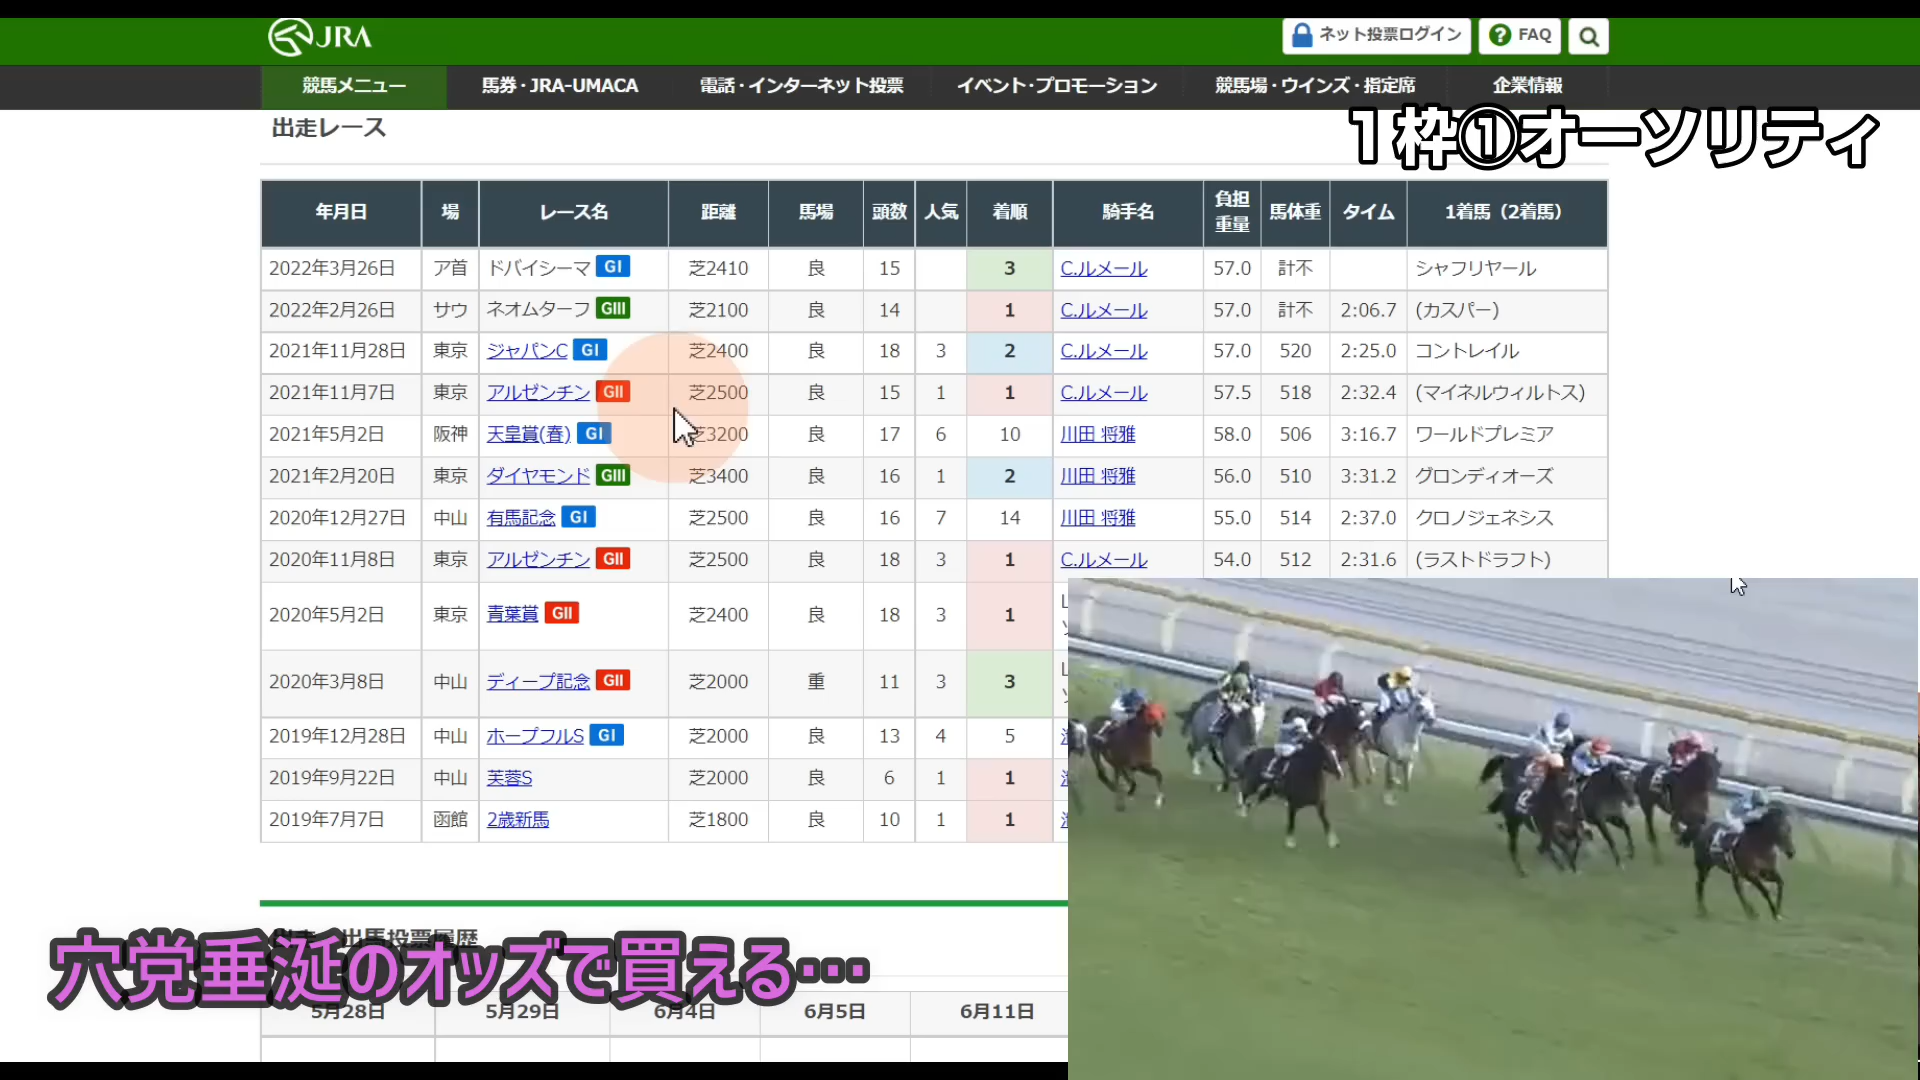 JRA
ネット投票ログイン
FAQ
競馬メニュー 馬券・JRA-UMACA 電話・インターネット投票 イベント・プロモーション 競馬場・ウインズ・指定席 企業情報
出走レース
1枠①オーソリティ
年月日 場 レース名 距離 馬場 頭数 人気 着順 騎手名 負担重量 馬体重 タイム 1着馬（2着馬）
2022年3月26日 ア首 ドバイシーマ GI 芝2410 良 15 3 C.ルメール 57.0 計不 シャフリヤール
2022年2月26日 サウ ネオムターフ GIII 芝2100 良 14 1 C.ルメール 57.0 計不 2:06.7 (カスパー)
2021年11月28日 東京 ジャパンC GI 芝2400 良 18 3 2 C.ルメール 57.0 520 2:25.0 コントレイル
2021年11月7日 東京 アルゼンチン GII 芝2500 良 15 1 1 C.ルメール 57.5 518 2:32.4 (マイネルウィルトス)
2021年5月2日 阪神 天皇賞(春) GI 芝3200 良 17 6 10 川田 将雅 58.0 506 3:16.7 ワールドプレミア
2021年2月20日 東京 ダイヤモンド GIII 芝3400 良 16 1 2 川田 将雅 56.0 510 3:31.2 グロンディオーズ
2020年12月27日 中山 有馬記念 GI 芝2500 良 16 7 14 川田 将雅 55.0 514 2:37.0 クロノジェネシス
2020年11月8日 東京 アルゼンチン GII 芝2500 良 18 3 1 C.ルメール 54.0 512 2:31.6 (ラストドラフト)
2020年5月2日 東京 青葉賞 GII 芝2400 良 18 3 1
2020年3月8日 中山 ディープ記念 GII 芝2000 重 11 3 3
2019年12月28日 中山 ホープフルS GI 芝2000 良 13 4 5
2019年9月22日 中山 芙蓉S 芝2000 良 6 1 1
2019年7月7日 函館 2歳新馬 芝1800 良 10 1 1
出走・出馬投票履歴
穴党垂涎のオッズで買える…
5月28日 5月29日 6月4日 6月5日 6月11日